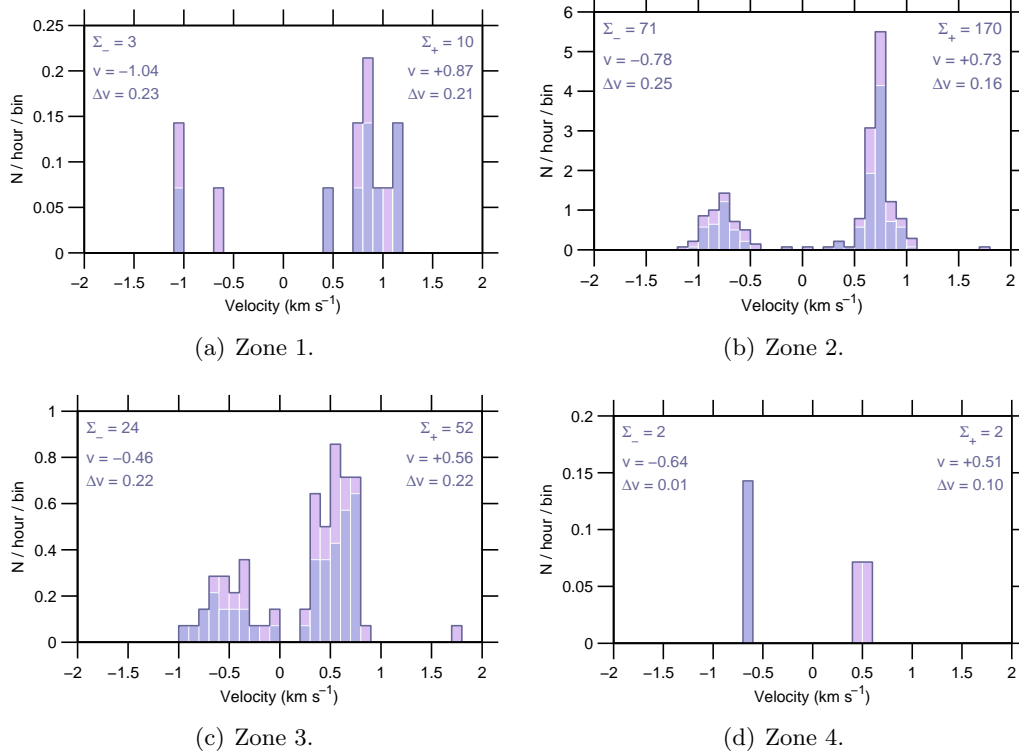 0.25
0.2
0.15
0.1
0.05
0
N / hour / bin
Σ− = 3
v = −1.04
Δv = 0.23
Σ+ = 10
v = +0.87
Δv = 0.21
−2 −1.5 −1 −0.5 0 0.5 1 1.5 2
Velocity (km s−1)
(a) Zone 1.
6
5
4
3
2
1
0
N / hour / bin
Σ− = 71
v = −0.78
Δv = 0.25
Σ+ = 170
v = +0.73
Δv = 0.16
−2 −1.5 −1 −0.5 0 0.5 1 1.5 2
Velocity (km s−1)
(b) Zone 2.
1
0.8
0.6
0.4
0.2
0
N / hour / bin
Σ− = 24
v = −0.46
Δv = 0.22
Σ+ = 52
v = +0.56
Δv = 0.22
−2 −1.5 −1 −0.5 0 0.5 1 1.5 2
Velocity (km s−1)
(c) Zone 3.
0.2
0.15
0.1
0.05
0
N / hour / bin
Σ− = 2
v = −0.64
Δv = 0.01
Σ+ = 2
v = +0.51
Δv = 0.10
−2 −1.5 −1 −0.5 0 0.5 1 1.5 2
Velocity (km s−1)
(d) Zone 4.